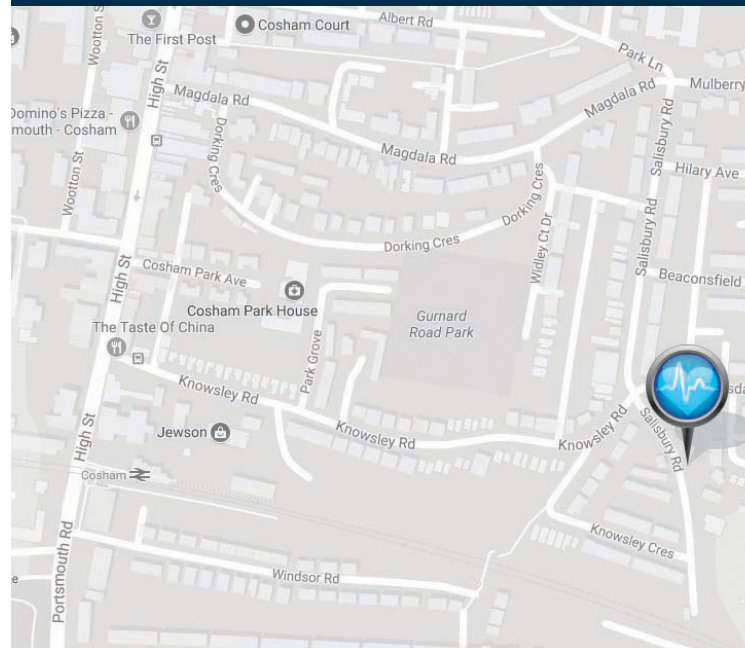 Albert Rd
Cosham Court
The First Post
Wootton St
High St
Park Ln
Mulberry
Magdala Rd
Magdala Rd
Domino's Pizza -
mouth - Cosham
Dorking Cres
Magdala Rd
Salisbury Rd
Hilary Ave
Wootton St
Dorking Cres
Dorking Cres
Widley Ct Dr
Salisbury Rd
Cosham Park Ave
High St
Beaconsfield
Cosham Park House
Gurnard
Road Park
The Taste Of China
Park Grove
Knowsley Rd
Knowsley Rd
Knowsley Rd
Salisbury Rd
Jewson
High St
Cosham
Knowsley Cres
Windsor Rd
Portsmouth Rd